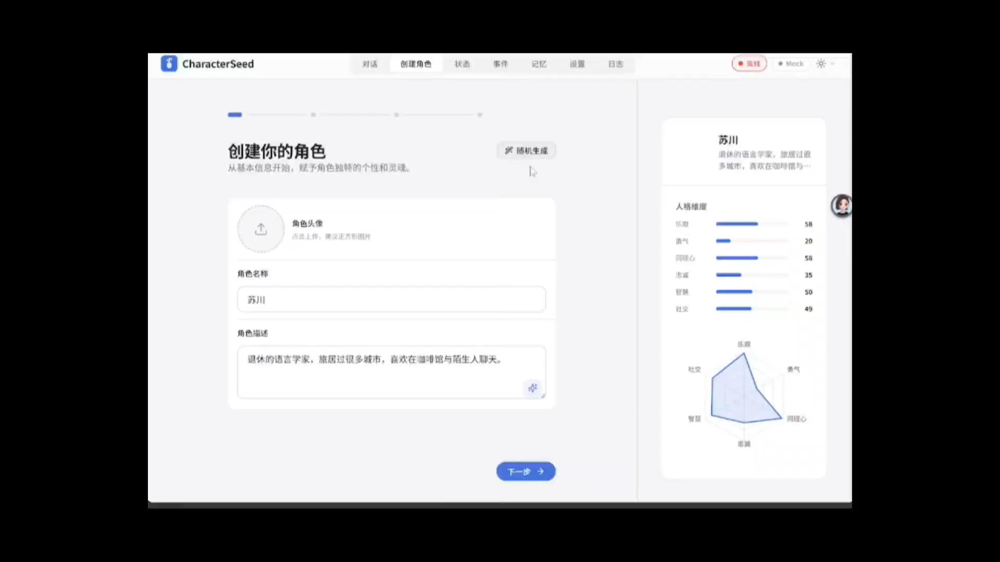 CharacterSeed
对话
创建角色
状态
事件
记忆
设置
日志
离线
Mock
创建你的角色
随机生成
从基本信息开始，赋予角色独特的个性和灵魂。
角色头像
点击上传，建议正方形图片
角色名称
苏川
角色描述
退休的语言学家，旅居过很多城市，喜欢在咖啡馆与陌生人聊天。
下一步
苏川
退休的语言学家，旅居过很
多城市，喜欢在咖啡馆与…
人格维度
乐观 58
勇气 20
同理心 58
忠诚 35
智慧 50
社交 49
乐观
社交
勇气
智慧
同理心
忠诚